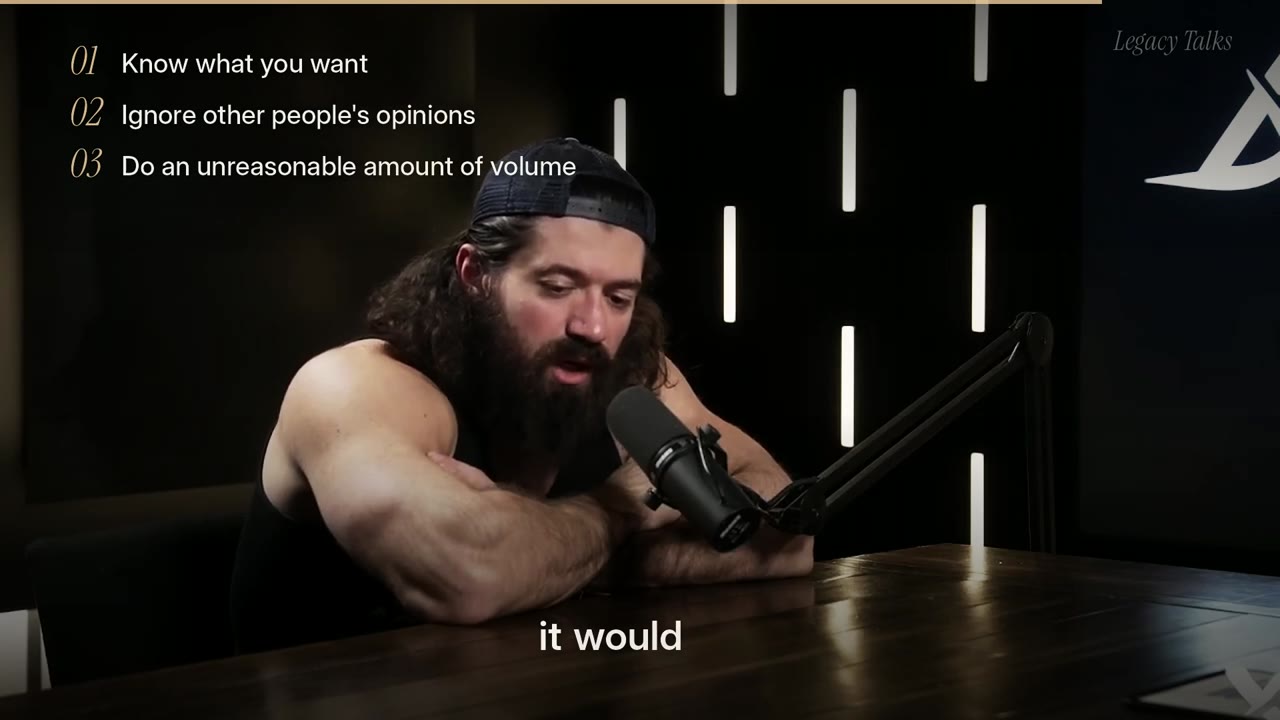 01 Know what you want
Legacy Talks
02 Ignore other people's opinions
03 Do an unreasonable amount of volume
it would